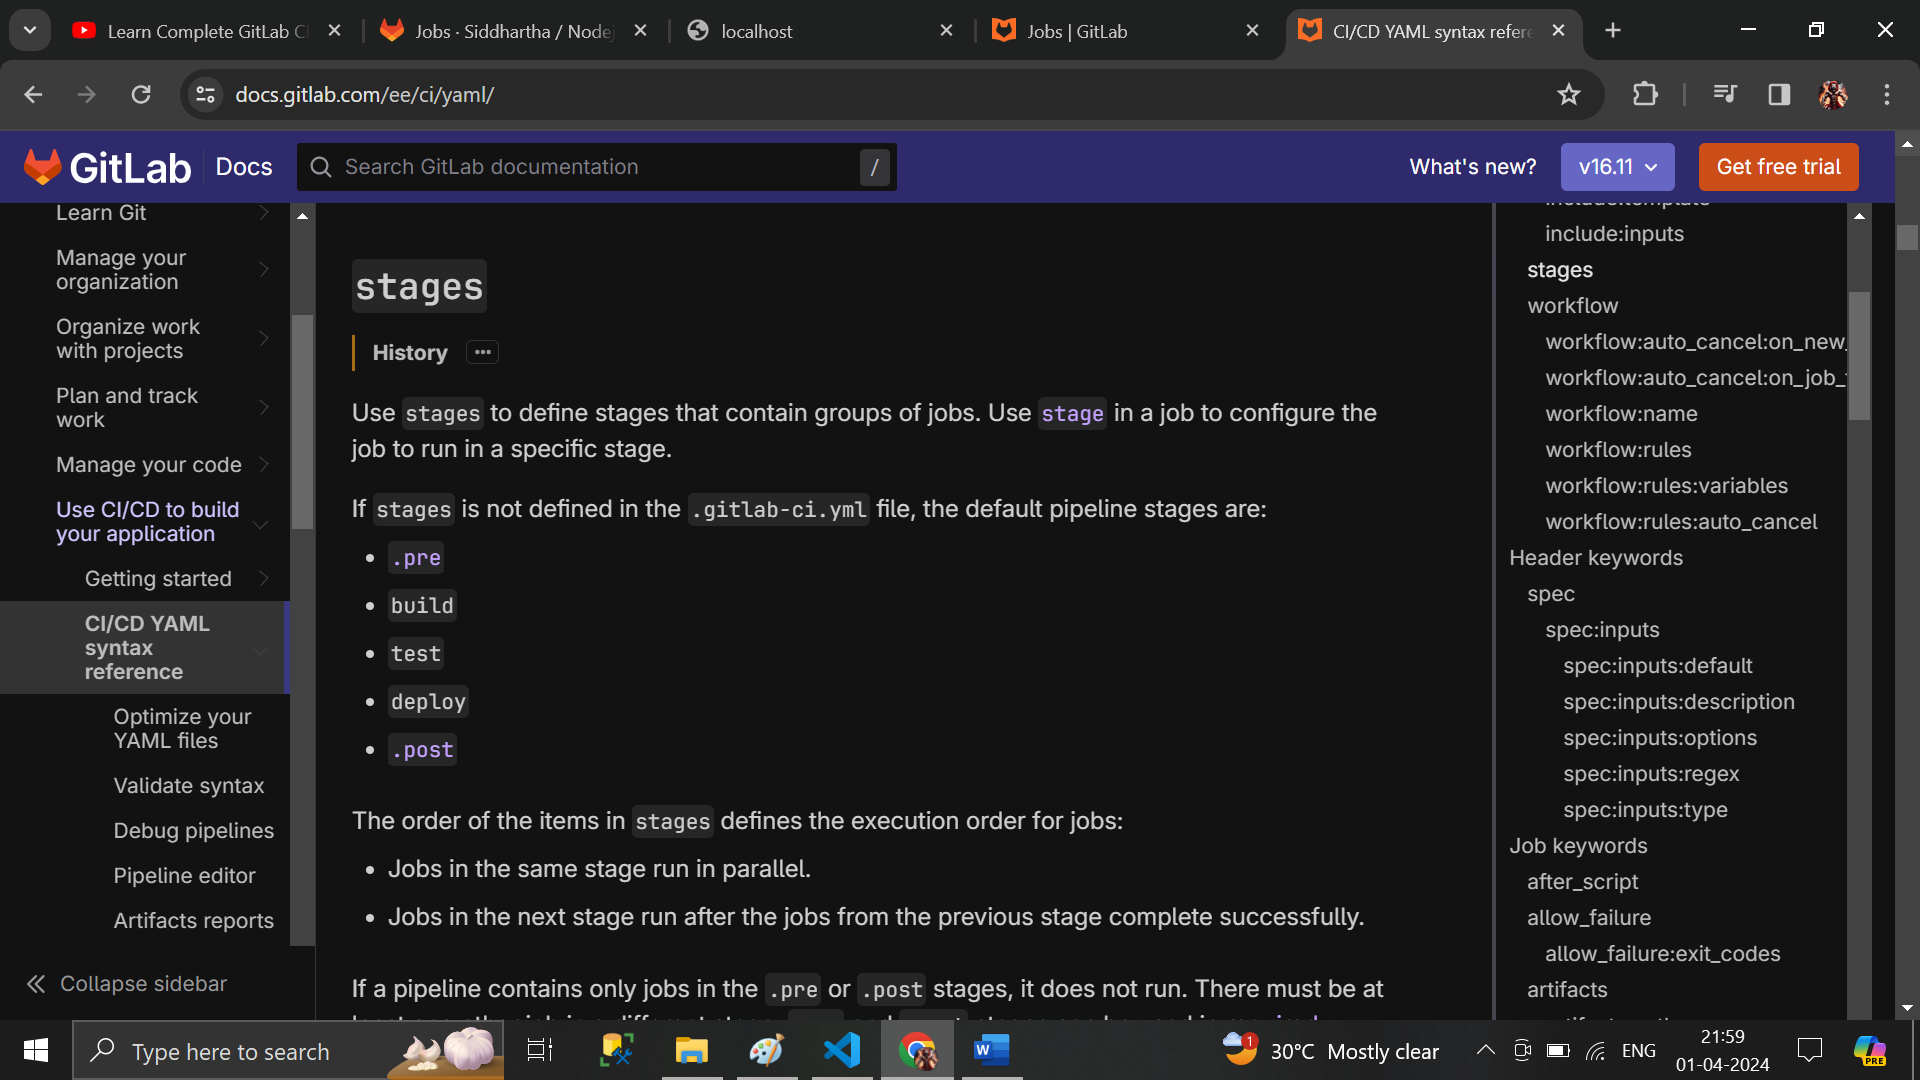 Learn Complete GitLab C
Jobs · Siddhartha / Nodej
localhost
Jobs | GitLab
CI/CD YAML syntax refere
docs.gitlab.com/ee/ci/yaml/
GitLab Docs
Search GitLab documentation
/
What's new?
v16.11
Get free trial
Learn Git
Manage your
organization
Organize work
with projects
Plan and track
work
Manage your code
Use CI/CD to build
your application
Getting started
CI/CD YAML
syntax
reference
Optimize your
YAML files
Validate syntax
Debug pipelines
Pipeline editor
Artifacts reports
Collapse sidebar
stages
History ...
Use stages to define stages that contain groups of jobs. Use stage in a job to configure the
job to run in a specific stage.
If stages is not defined in the .gitlab-ci.yml file, the default pipeline stages are:
• .pre
• build
• test
• deploy
• .post
The order of the items in stages defines the execution order for jobs:
• Jobs in the same stage run in parallel.
• Jobs in the next stage run after the jobs from the previous stage complete successfully.
If a pipeline contains only jobs in the .pre or .post stages, it does not run. There must be at
include:inputs
stages
workflow
workflow:auto_cancel:on_new_
workflow:auto_cancel:on_job_
workflow:name
workflow:rules
workflow:rules:variables
workflow:rules:auto_cancel
Header keywords
spec
spec:inputs
spec:inputs:default
spec:inputs:description
spec:inputs:options
spec:inputs:regex
spec:inputs:type
Job keywords
after_script
allow_failure
allow_failure:exit_codes
artifacts
Type here to search
1
30°C Mostly clear
ENG
21:59
01-04-2024
PRE